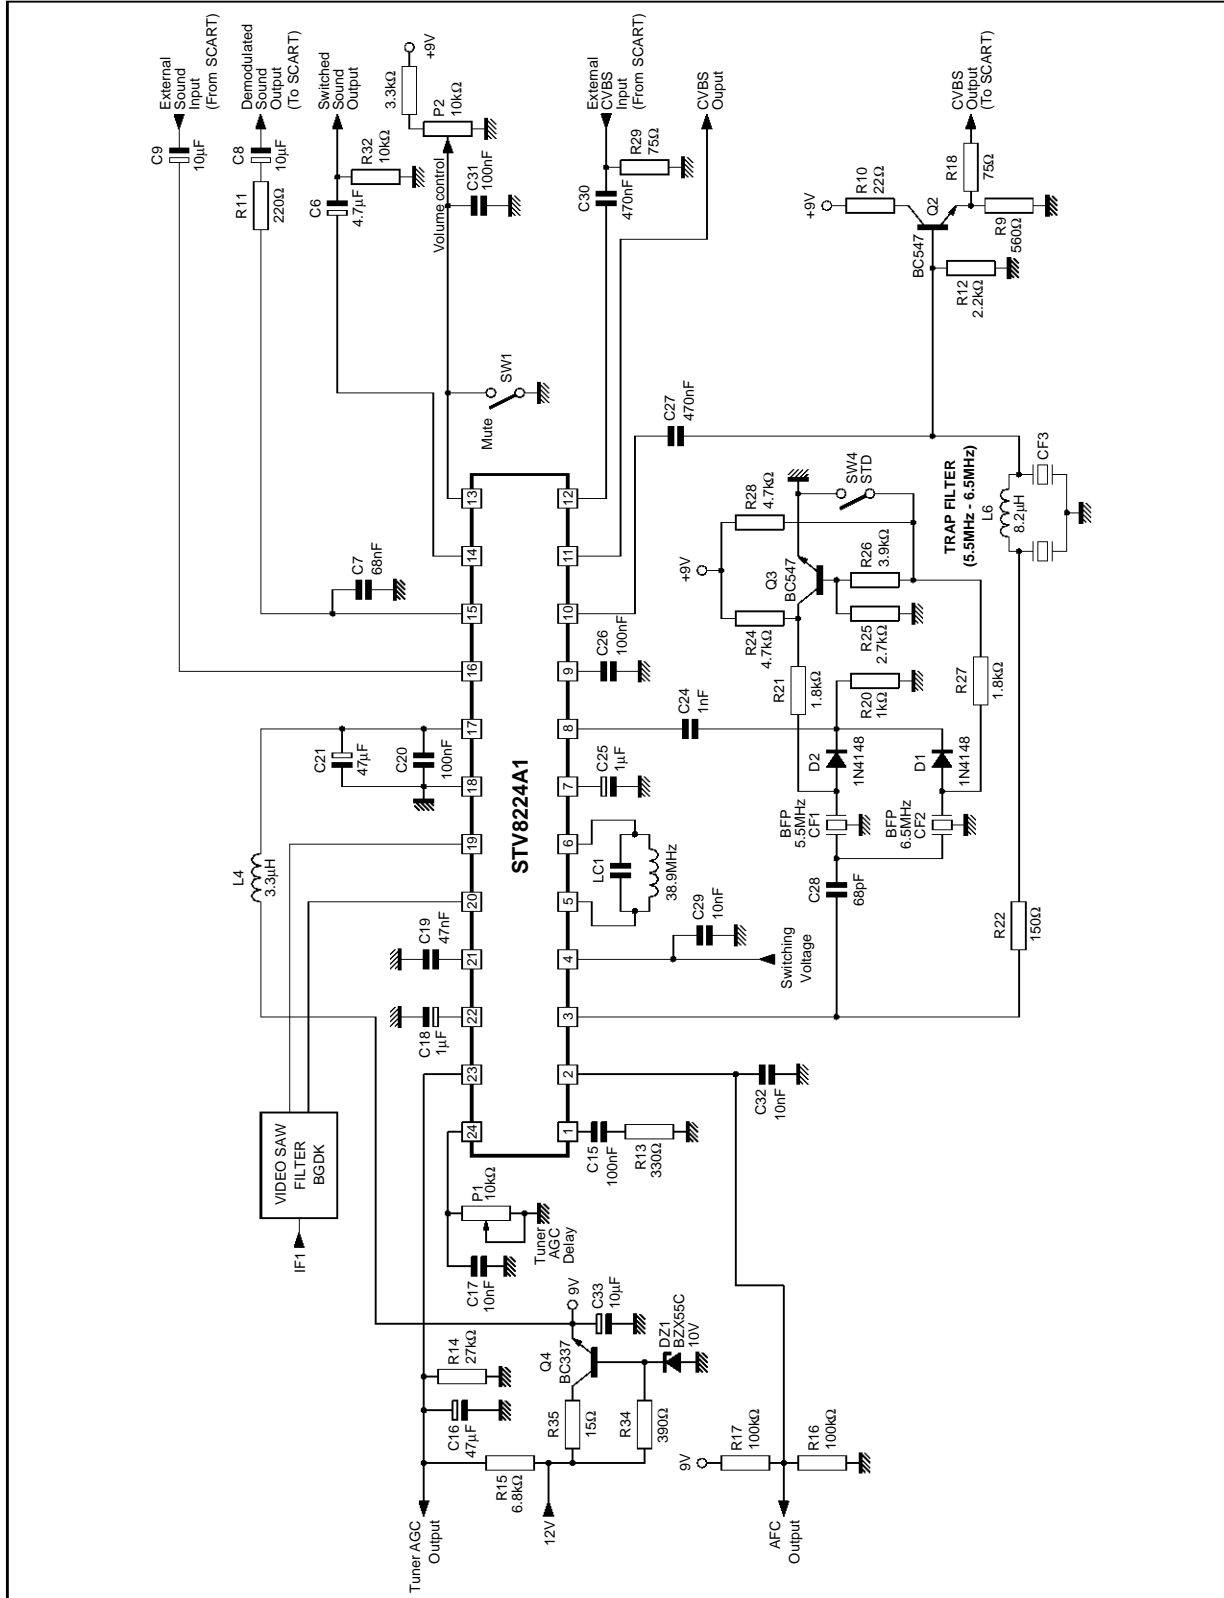 External
Sound
Input
(From SCART)
C9
10µF
Demodulated
Sound
Output
(To SCART)
C8
10µF
R11
220Ω
Switched
Sound
Output
R32
10kΩ
C6
4.7µF
+9V
3.3kΩ
P2
10kΩ
Volume control
C31
100nF
External
CVBS
Input
(From SCART)
R29
75Ω
C30
470nF
CVBS
Ouput
CVBS
Output
(To SCART)
R18
75Ω
R10
22Ω
+9V
Q2
BC547
R9
560Ω
R12
2.2kΩ
SW1
Mute
C27
470nF
C7
68nF
13
14
15
16
17
18
19
20
21
22
23
24
12
11
10
9
8
7
6
5
4
3
2
1
STV8224A1
C21
47µF
C20
100nF
L4
3.3µH
C19
47nF
C18
1µF
C26
100nF
C24
1nF
C25
1µF
LC1
38.9MHz
C29
10nF
Switching
Voltage
+9V
R28
4.7kΩ
SW4
STD
Q3
BC547
R24
4.7kΩ
R26
3.9kΩ
R25
2.7kΩ
R21
1.8kΩ
R20
1kΩ
R27
1.8kΩ
D2
1N4148
D1
1N4148
BFP
5.5MHz
CF1
BFP
6.5MHz
CF2
C28
68pF
TRAP FILTER
(5.5MHz - 6.5MHz)
L6
8.2µH
CF3
R22
150Ω
VIDEO SAW
FILTER
BGDK
IF1
C15
100nF
R13
330Ω
C32
10nF
P1
10kΩ
Tuner
AGC
Delay
C17
10nF
R14
27kΩ
C16
47µF
R15
6.8kΩ
Tuner AGC
Output
12V
Q4
BC337
9V
C33
10µF
R35
15Ω
R34
390Ω
DZ1
BZX55C
10V
9V
R17
100kΩ
R16
100kΩ
AFC
Output